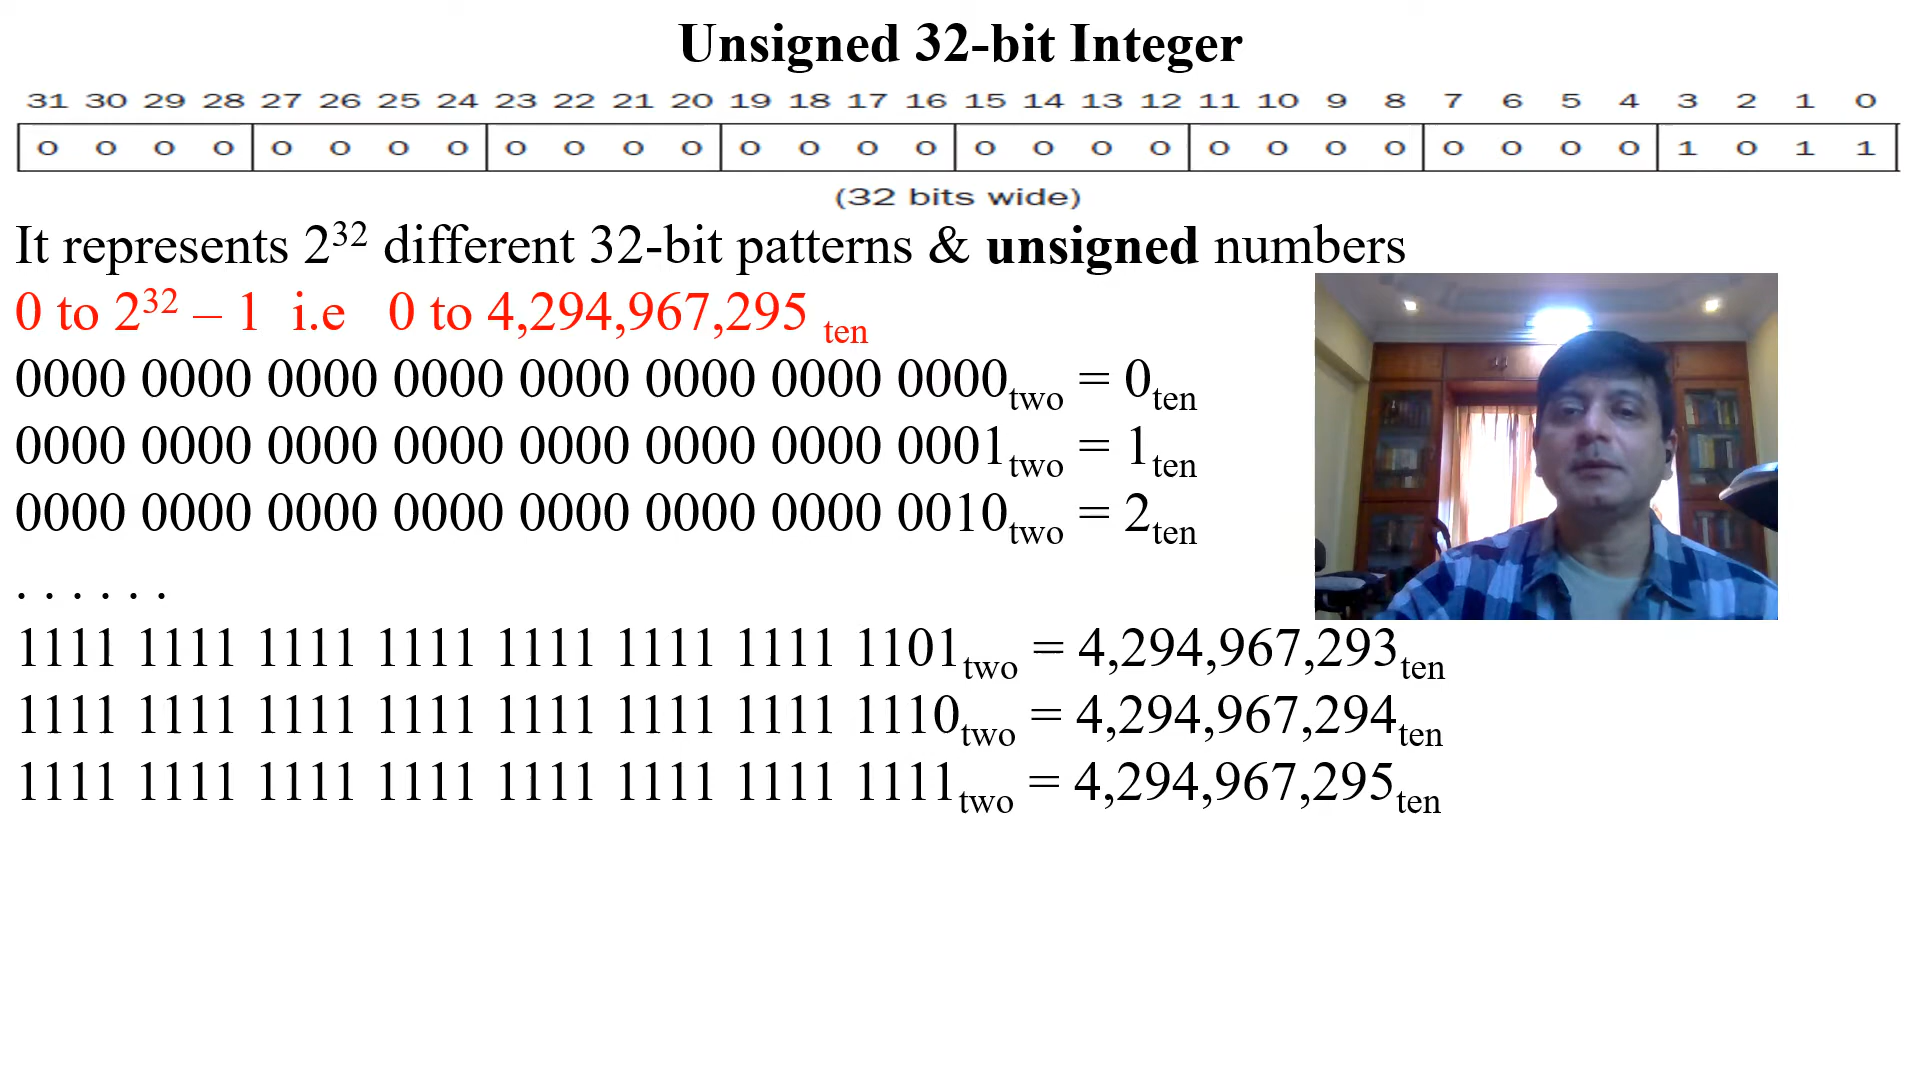 Unsigned 32-bit Integer
31 30 29 28 27 26 25 24 23 22 21 20 19 18 17 16 15 14 13 12 11 10 9 8 7 6 5 4 3 2 1 0
0 0 0 0 0 0 0 0 0 0 0 0 0 0 0 0 0 0 0 0 0 0 0 0 0 0 0 0 1 0 1 1
(32 bits wide)
It represents 2³² different 32-bit patterns & unsigned numbers
0 to 2³² – 1 i.e 0 to 4,294,967,295 ten
0000 0000 0000 0000 0000 0000 0000 0000two = 0ten
0000 0000 0000 0000 0000 0000 0000 0001two = 1ten
0000 0000 0000 0000 0000 0000 0000 0010two = 2ten
. . . . . .
1111 1111 1111 1111 1111 1111 1111 1101two = 4,294,967,293ten
1111 1111 1111 1111 1111 1111 1111 1110two = 4,294,967,294ten
1111 1111 1111 1111 1111 1111 1111 1111two = 4,294,967,295ten